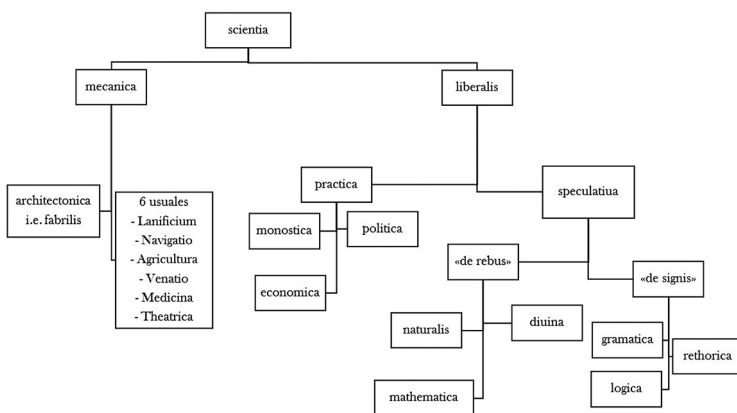 scientia
mecanica
liberalis
architectonica
i.e. fabrilis
6 usuales
- Lanificium
- Navigatio
- Agricultura
- Venatio
- Medicina
- Theatrica
practica
speculatiua
monostica
politica
economica
«de rebus»
«de signis»
naturalis
diuina
mathematica
gramatica
rethorica
logica